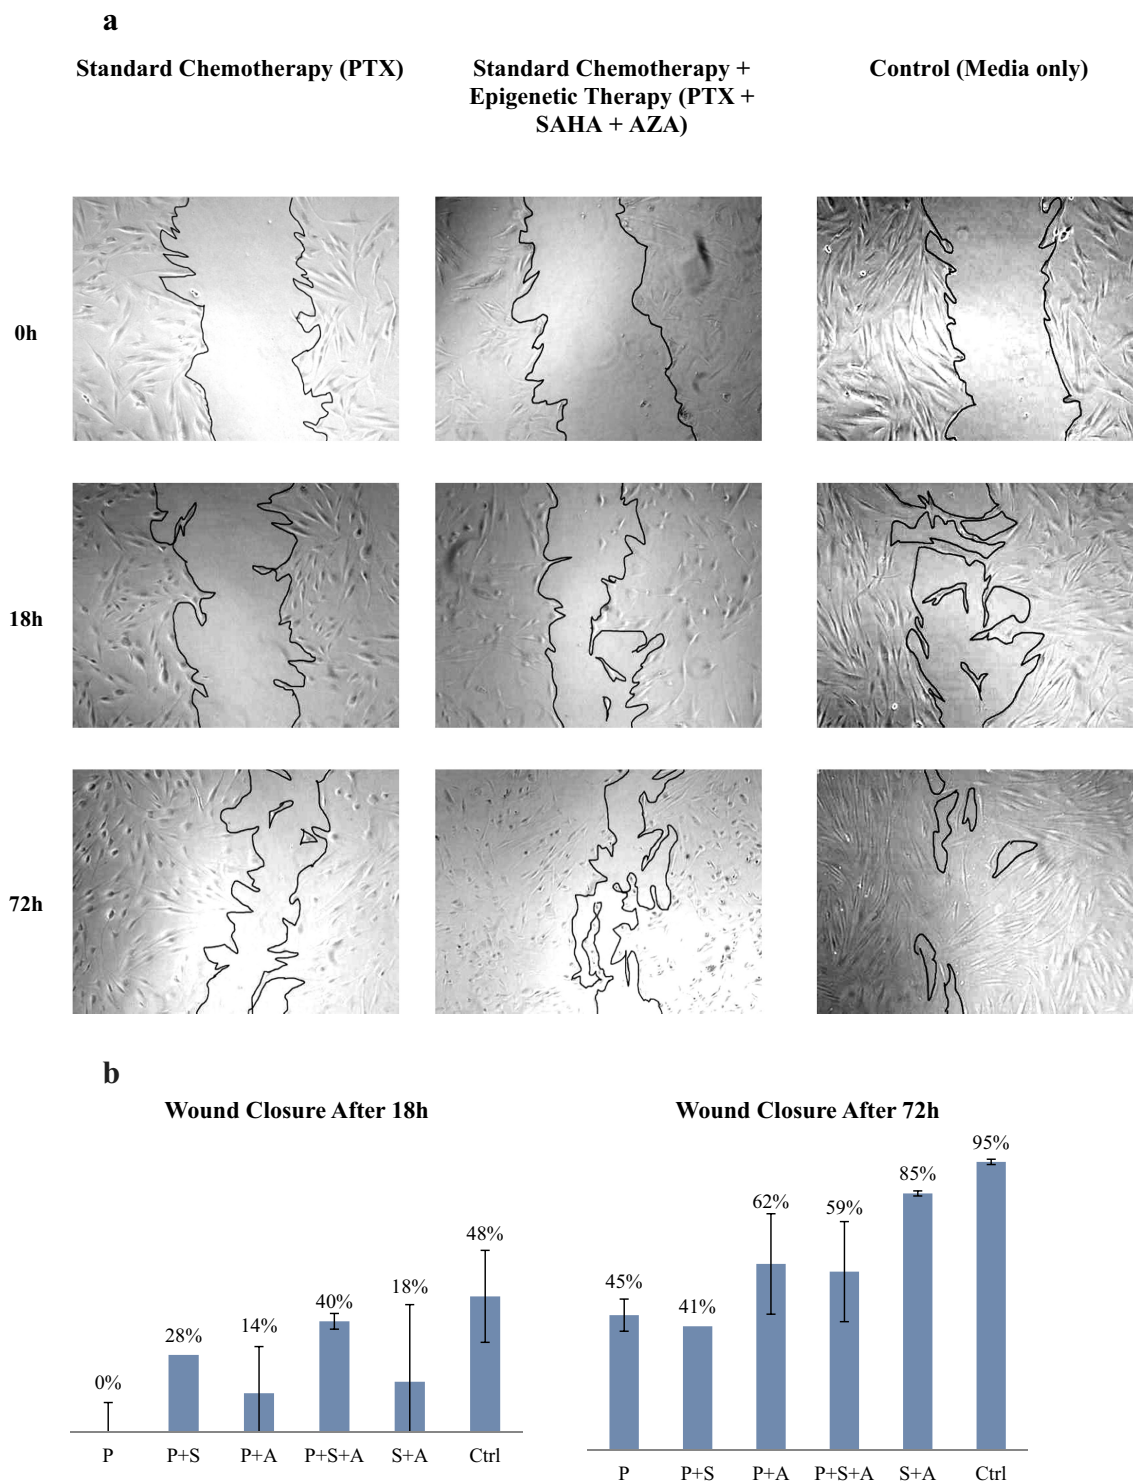 a
Standard Chemotherapy (PTX)
Standard Chemotherapy +
Epigenetic Therapy (PTX +
SAHA + AZA)
Control (Media only)
0h
18h
72h
b
Wound Closure After 18h
0%
28%
14%
40%
18%
48%
P
P+S
P+A
P+S+A
S+A
Ctrl
Wound Closure After 72h
45%
41%
62%
59%
85%
95%
P
P+S
P+A
P+S+A
S+A
Ctrl